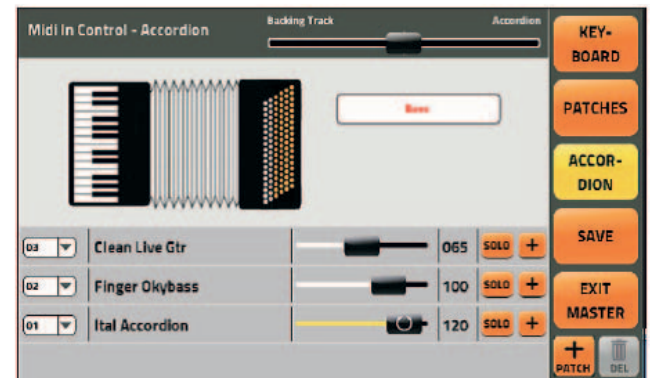 Midi In Control - Accordion
Backing Track
Accordion
Bass
03
Clean Live Gtr
065
SOLO
+
02
Finger Okybass
100
SOLO
+
01
Ital Accordion
120
SOLO
+
KEY-
BOARD
PATCHES
ACCOR-
DION
SAVE
EXIT
MASTER
+
PATCH
DEL